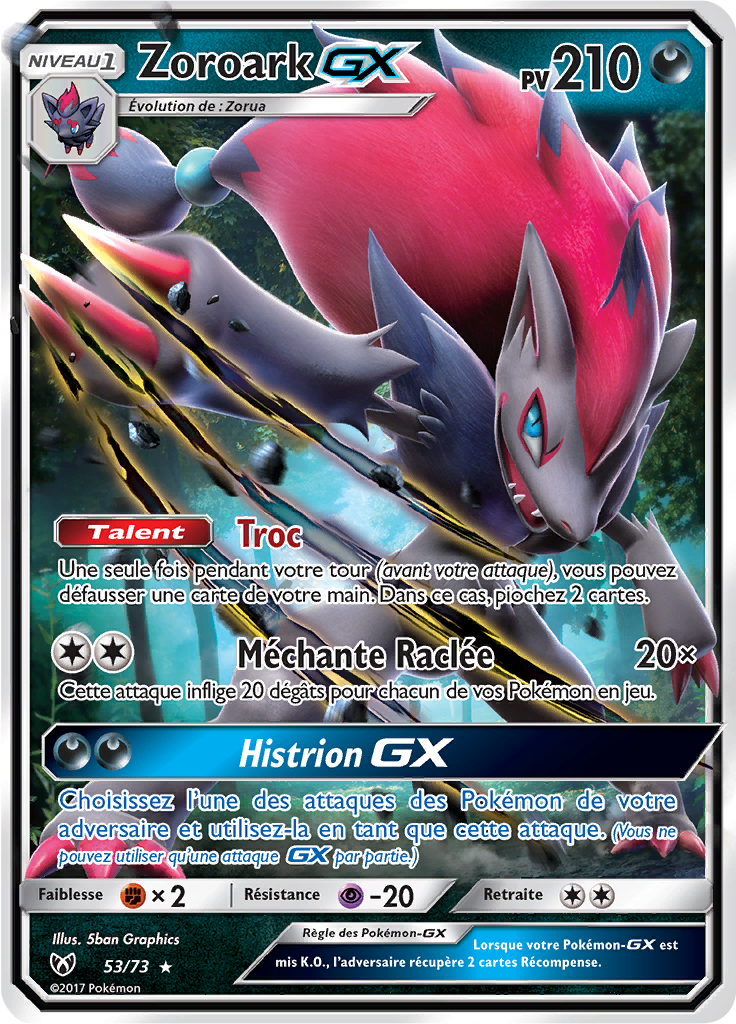 NIVEAU 1
Zoroark GX
PV 210
Évolution de : Zorua
Talent Troc
Une seule fois pendant votre tour (avant votre attaque), vous pouvez
défausser une carte de votre main. Dans ce cas, piochez 2 cartes.
Méchante Raclée 20×
Cette attaque inflige 20 dégâts pour chacun de vos Pokémon en jeu.
Histrion GX
Choisissez l'une des attaques des Pokémon de votre
adversaire et utilisez-la en tant que cette attaque. (Vous ne
pouvez utiliser qu'une attaque GX par partie.)
Faiblesse ×2 Résistance -20 Retraite
Illus. 5ban Graphics
53/73 ★
©2017 Pokémon
Règle des Pokémon-GX
Lorsque votre Pokémon-GX est
mis K.O., l'adversaire récupère 2 cartes Récompense.